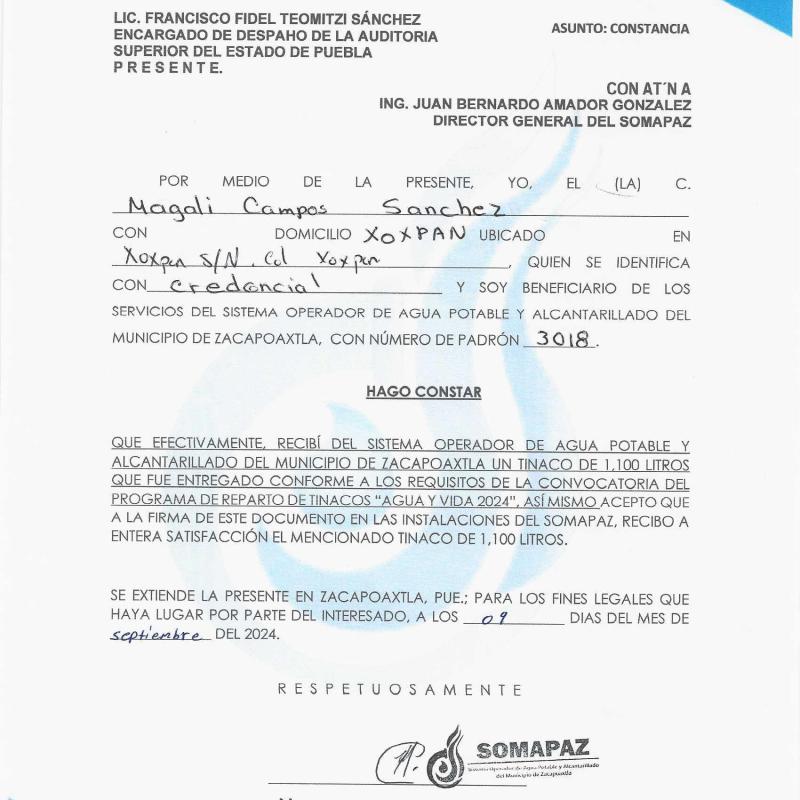 LIC. FRANCISCO FIDEL TEOMITZI SÁNCHEZ
ENCARGADO DE DESPAHO DE LA AUDITORIA
SUPERIOR DEL ESTADO DE PUEBLA
P R E S E N T E.
ASUNTO: CONSTANCIA
CON AT´N A
ING. JUAN BERNARDO AMADOR GONZALEZ
DIRECTOR GENERAL DEL SOMAPAZ
POR MEDIO DE LA PRESENTE, YO, EL (LA) C.
Magali Campos Sanchez
CON DOMICILIO XOXPAN UBICADO EN
Xoxpan S/N. Col Xoxpan, QUIEN SE IDENTIFICA
CON credencial Y SOY BENEFICIARIO DE LOS
SERVICIOS DEL SISTEMA OPERADOR DE AGUA POTABLE Y ALCANTARILLADO DEL
MUNICIPIO DE ZACAPOAXTLA, CON NÚMERO DE PADRÓN 3018.
HAGO CONSTAR
QUE EFECTIVAMENTE, RECIBÍ DEL SISTEMA OPERADOR DE AGUA POTABLE Y
ALCANTARILLADO DEL MUNICIPIO DE ZACAPOAXTLA UN TINACO DE 1,100 LITROS
QUE FUE ENTREGADO CONFORME A LOS REQUISITOS DE LA CONVOCATORIA DEL
PROGRAMA DE REPARTO DE TINACOS "AGUA Y VIDA 2024", ASÍ MISMO ACEPTO QUE
A LA FIRMA DE ESTE DOCUMENTO EN LAS INSTALACIONES DEL SOMAPAZ, RECIBO A
ENTERA SATISFACCIÓN EL MENCIONADO TINACO DE 1,100 LITROS.
SE EXTIENDE LA PRESENTE EN ZACAPOAXTLA, PUE.; PARA LOS FINES LEGALES QUE
HAYA LUGAR POR PARTE DEL INTERESADO, A LOS 09 DIAS DEL MES DE
septiembre DEL 2024.
R E S P E T U O S A M E N T E
SOMAPAZ
Sistema Operador de Agua Potable y Alcantarillado
del Municipio de Zacapoaxtla